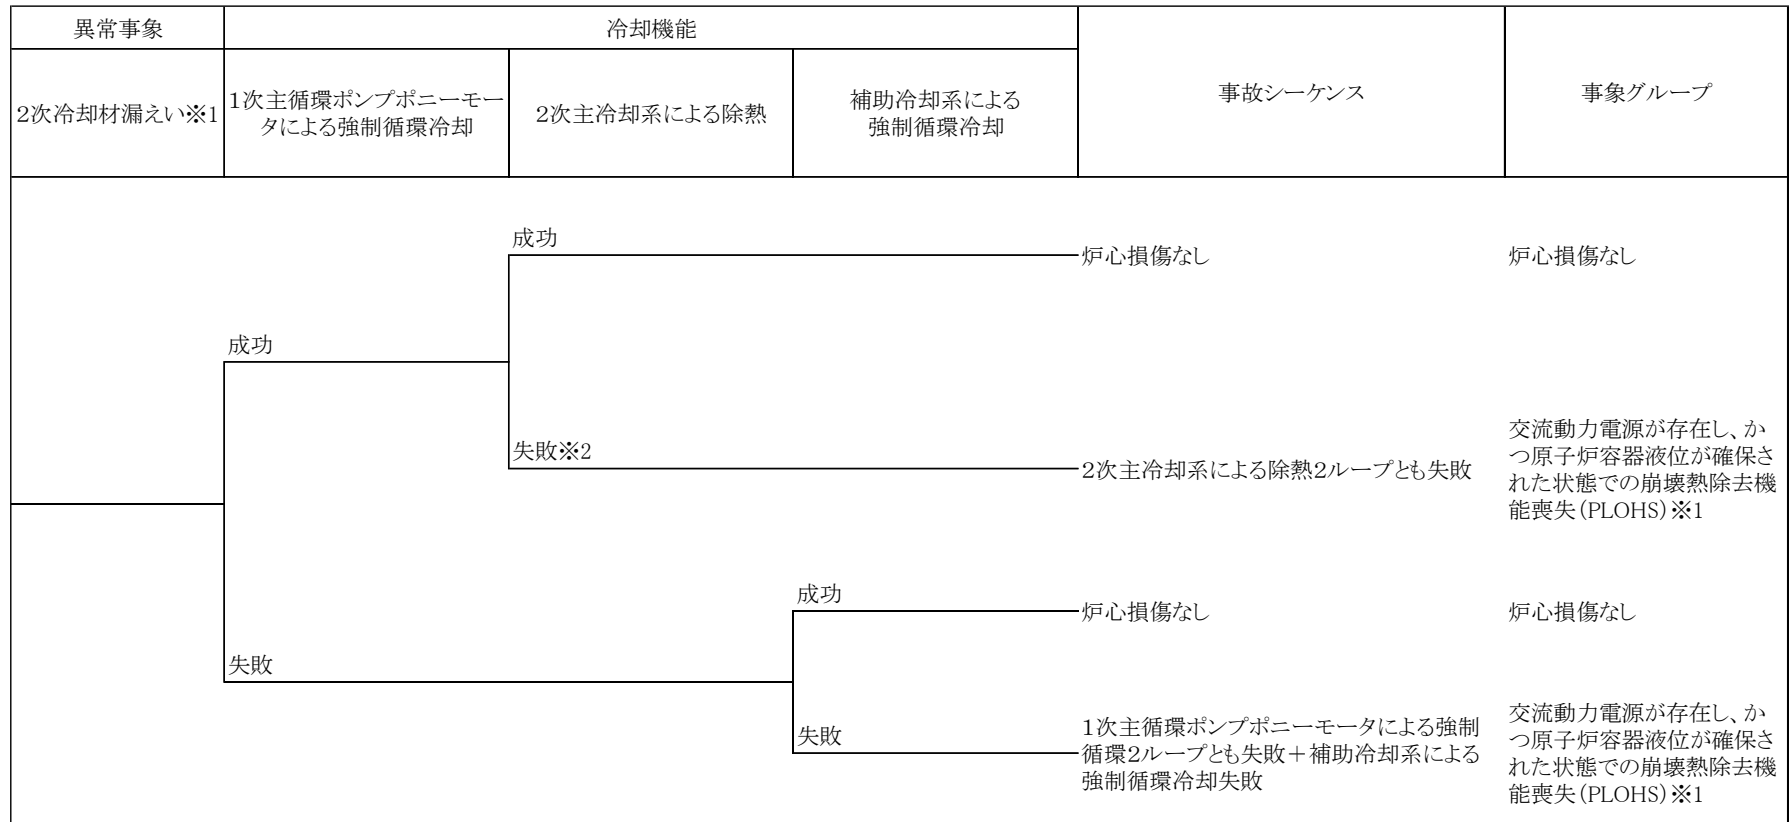 異常事象
冷却機能
事故シーケンス
事象グループ
2次冷却材漏えい※1
1次主循環ポンプポニーモー
タによる強制循環冷却
2次主冷却系による除熱
補助冷却系による
強制循環冷却
成功
炉心損傷なし
炉心損傷なし
成功
失敗※2
2次主冷却系による除熱2ループとも失敗
交流動力電源が存在し、か
つ原子炉容器液位が確保さ
れた状態での崩壊熱除去機
能喪失(PLOHS)※1
成功
炉心損傷なし
炉心損傷なし
失敗
失敗
1次主循環ポンプポニーモータによる強制
循環2ループとも失敗+補助冷却系による
強制循環冷却失敗
交流動力電源が存在し、か
つ原子炉容器液位が確保さ
れた状態での崩壊熱除去機
能喪失(PLOHS)※1